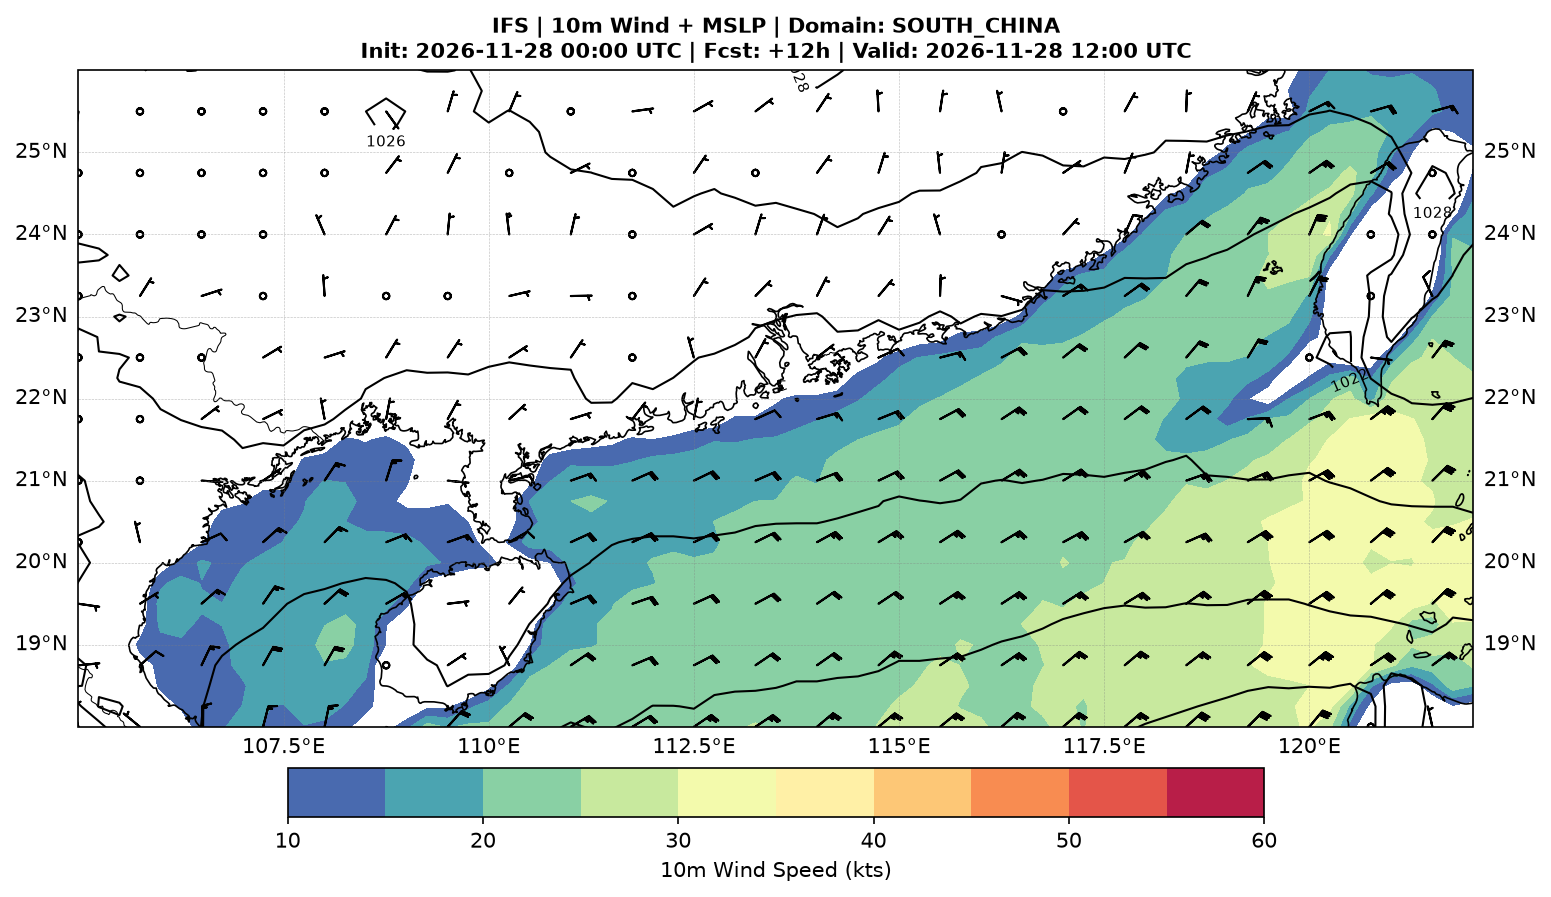 IFS | 10m Wind + MSLP | Domain: SOUTH_CHINA
Init: 2026-11-28 00:00 UTC | Fcst: +12h | Valid: 2026-11-28 12:00 UTC
1026
1028
1022
25°N 25°N
24°N 24°N
23°N 23°N
22°N 22°N
21°N 21°N
20°N 20°N
19°N 19°N
107.5°E 110°E 112.5°E 115°E 117.5°E 120°E
10 20 30 40 50 60
10m Wind Speed (kts)